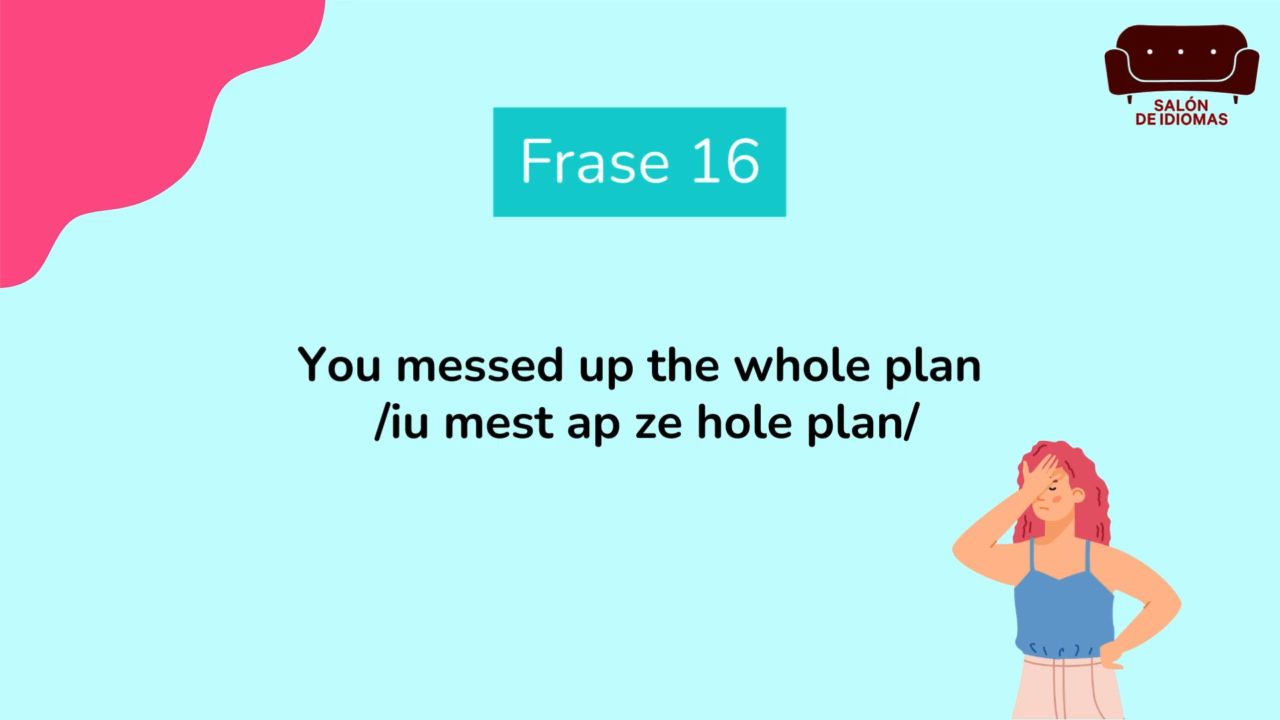 SALÓN
DE IDIOMAS
Frase 16
You messed up the whole plan
/iu mest ap ze hole plan/